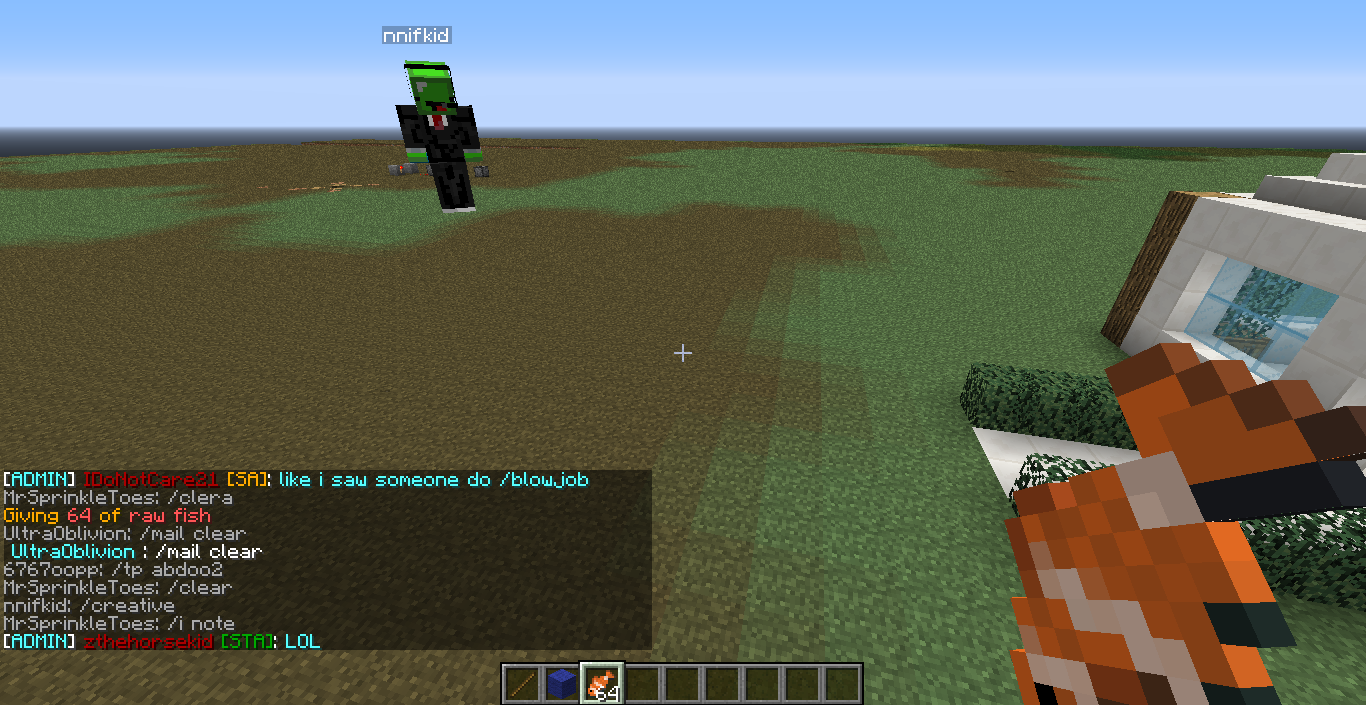 nnifkid
[ADMIN] IDoNotCare21 [SA]: like i saw someone do /blowjob
MrSprinkleToes: /clera
Giving 64 of raw fish
UltraOblivion: /mail clear
UltraOblivion : /mail clear
6767oopp: /tp abdoo2
MrSprinkleToes: /clear
nnifkid: /creative
MrSprinkleToes: /i note
[ADMIN] zthehorsekid [STA]: LOL
64